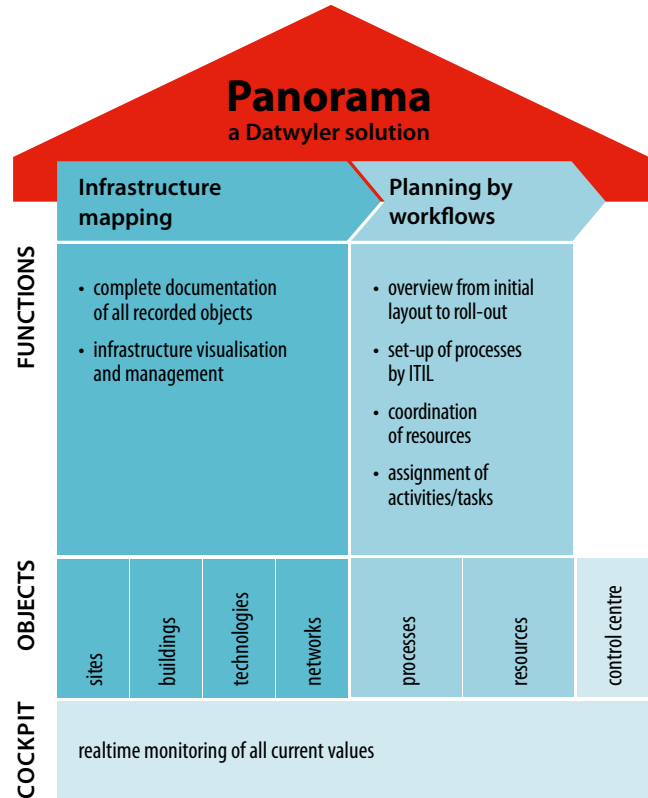 Panorama
a Datwyler solution
Infrastructure
mapping
Planning by
workflows
FUNCTIONS
• complete documentation
of all recorded objects
• infrastructure visualisation
and management
• overview from initial
layout to roll-out
• set-up of processes
by ITIL
• coordination
of resources
• assignment of
activities/tasks
OBJECTS
sites
buildings
technologies
networks
processes
resources
control centre
COCKPIT
realtime monitoring of all current values